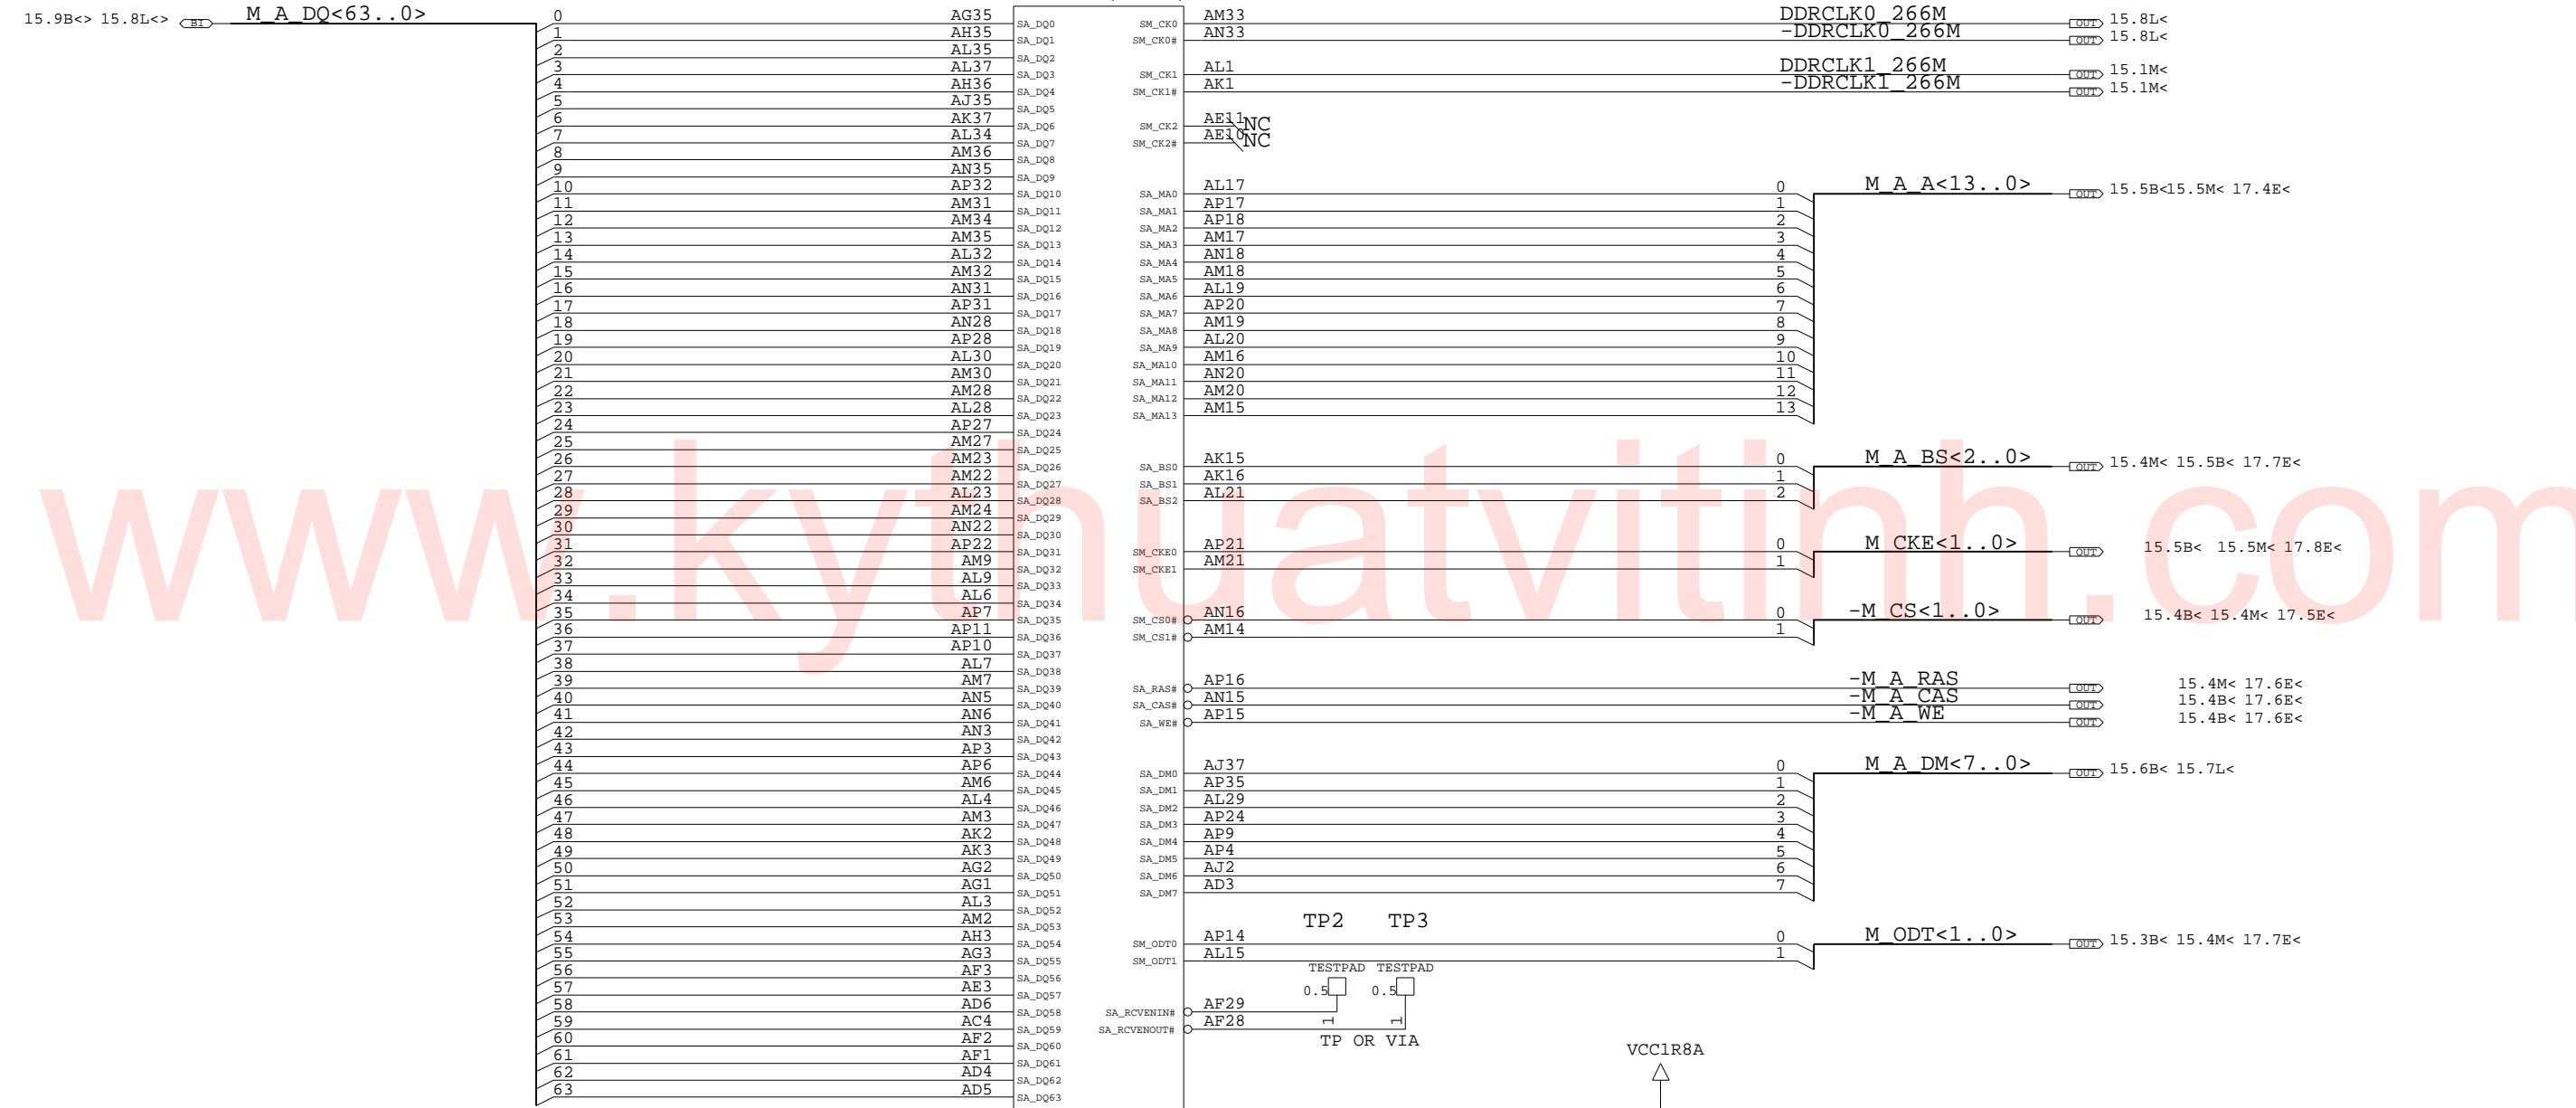 15.9B<> 15.8L<> BI M_A_DQ<63..0>
0 AG35 SA_DQ0
1 AH35 SA_DQ1
2 AL35 SA_DQ2
3 AL37 SA_DQ3
4 AH36 SA_DQ4
5 AJ35 SA_DQ5
6 AK37 SA_DQ6
7 AL34 SA_DQ7
8 AM36 SA_DQ8
9 AN35 SA_DQ9
10 AP32 SA_DQ10
11 AM31 SA_DQ11
12 AM34 SA_DQ12
13 AM35 SA_DQ13
14 AL32 SA_DQ14
15 AM32 SA_DQ15
16 AN31 SA_DQ16
17 AP31 SA_DQ17
18 AN28 SA_DQ18
19 AP28 SA_DQ19
20 AL30 SA_DQ20
21 AM30 SA_DQ21
22 AM28 SA_DQ22
23 AL28 SA_DQ23
24 AP27 SA_DQ24
25 AM27 SA_DQ25
26 AM23 SA_DQ26
27 AM22 SA_DQ27
28 AL23 SA_DQ28
29 AM24 SA_DQ29
30 AN22 SA_DQ30
31 AP22 SA_DQ31
32 AM9 SA_DQ32
33 AL9 SA_DQ33
34 AL6 SA_DQ34
35 AP7 SA_DQ35
36 AP11 SA_DQ36
37 AP10 SA_DQ37
38 AL7 SA_DQ38
39 AM7 SA_DQ39
40 AN5 SA_DQ40
41 AN6 SA_DQ41
42 AN3 SA_DQ42
43 AP3 SA_DQ43
44 AP6 SA_DQ44
45 AM6 SA_DQ45
46 AL4 SA_DQ46
47 AM3 SA_DQ47
48 AK2 SA_DQ48
49 AK3 SA_DQ49
50 AG2 SA_DQ50
51 AG1 SA_DQ51
52 AL3 SA_DQ52
53 AM2 SA_DQ53
54 AH3 SA_DQ54
55 AG3 SA_DQ55
56 AF3 SA_DQ56
57 AE3 SA_DQ57
58 AD6 SA_DQ58
59 AC4 SA_DQ59
60 AF2 SA_DQ60
61 AF1 SA_DQ61
62 AD4 SA_DQ62
63 AD5 SA_DQ63
SM_CK0 AM33 DDRCLK0_266M OUT 15.8L<
SM_CK0# AN33 -DDRCLK0_266M OUT 15.8L<
SM_CK1 AL1 DDRCLK1_266M OUT 15.1M<
SM_CK1# AK1 -DDRCLK1_266M OUT 15.1M<
SM_CK2 AE11 NC
SM_CK2# AE10 NC
SA_MA0 AL17 0 M_A_A<13..0> OUT 15.5B<15.5M< 17.4E<
SA_MA1 AP17 1
SA_MA2 AP18 2
SA_MA3 AM17 3
SA_MA4 AN18 4
SA_MA5 AM18 5
SA_MA6 AL19 6
SA_MA7 AP20 7
SA_MA8 AM19 8
SA_MA9 AL20 9
SA_MA10 AM16 10
SA_MA11 AN20 11
SA_MA12 AM20 12
SA_MA13 AM15 13
SA_BS0 AK15 0 M_A_BS<2..0> OUT 15.4M< 15.5B< 17.7E<
SA_BS1 AK16 1
SA_BS2 AL21 2
SM_CKE0 AP21 0 M_CKE<1..0> OUT 15.5B< 15.5M< 17.8E<
SM_CKE1 AM21 1
SM_CS0# AN16 0 -M_CS<1..0> OUT 15.4B< 15.4M< 17.5E<
SM_CS1# AM14 1
SA_RAS# AP16 -M_A_RAS OUT 15.4M< 17.6E<
SA_CAS# AN15 -M_A_CAS OUT 15.4B< 17.6E<
SA_WE# AP15 -M_A_WE OUT 15.4B< 17.6E<
SA_DM0 AJ37 0 M_A_DM<7..0> OUT 15.6B< 15.7L<
SA_DM1 AP35 1
SA_DM2 AL29 2
SA_DM3 AP24 3
SA_DM4 AP9 4
SA_DM5 AP4 5
SA_DM6 AJ2 6
SA_DM7 AD3 7
TP2 TP3
SM_ODT0 AP14 0 M_ODT<1..0> OUT 15.3B< 15.4M< 17.7E<
SM_ODT1 AL15 1
TESTPAD TESTPAD
0.5 0.5
SA_RCVENIN# AF29 1
SA_RCVENOUT# AF28 1
TP OR VIA
VCC1R8A
www.kythuatvitinh.com